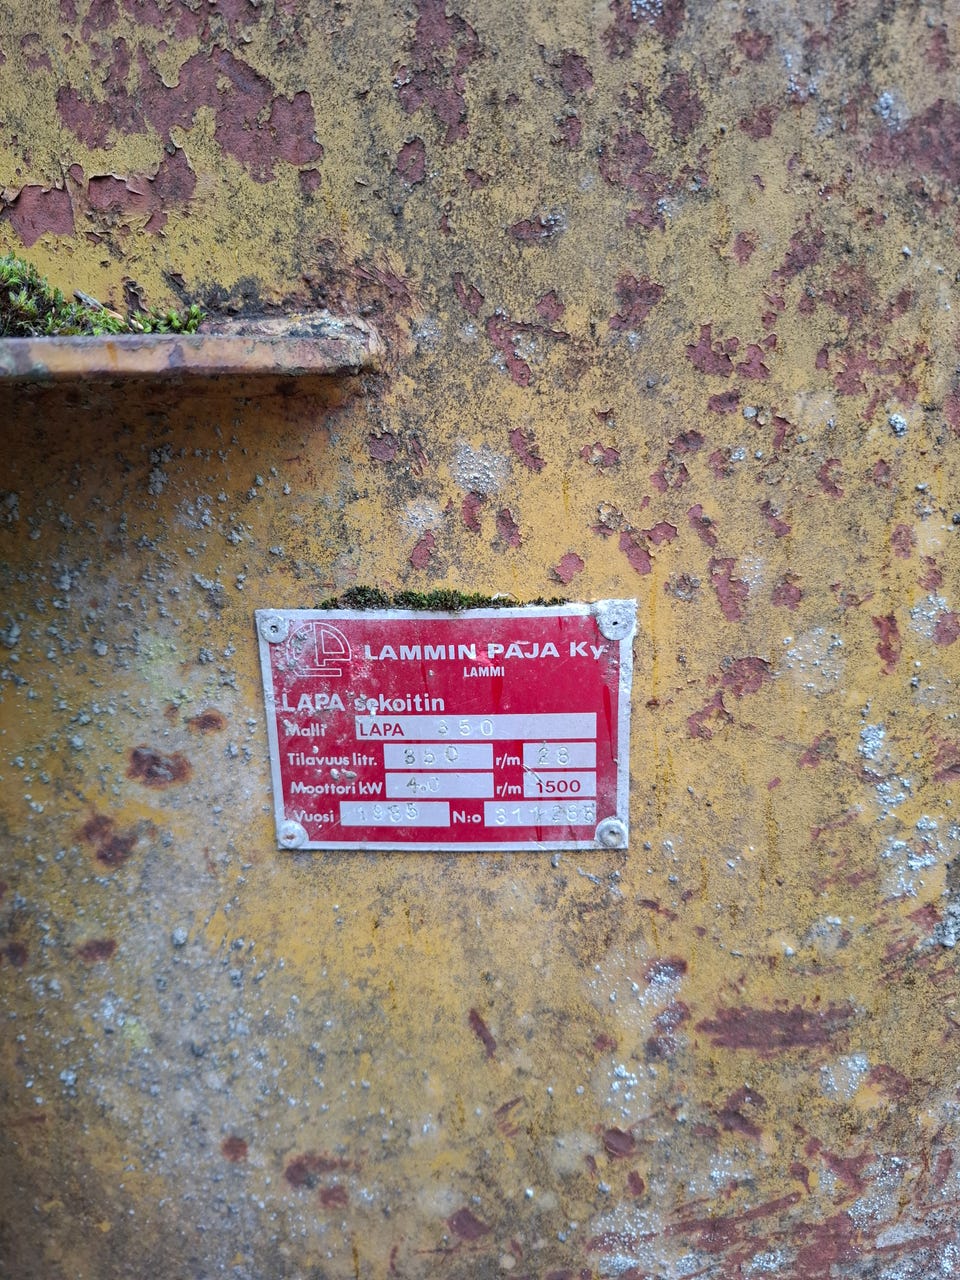 LAMMIN PAJA Ky
LAMMI
LAPA sekoitin
Malli LAPA 350
Tilavuus litr. 350 r/m 28
Moottori kW 4.0 r/m 1500
Vuosi 1985 N:o